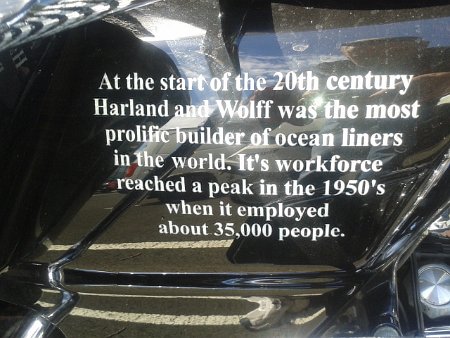 At the start of the 20th century
Harland and Wolff was the most
prolific builder of ocean liners
in the world. It's workforce
reached a peak in the 1950's
when it employed
about 35,000 people.